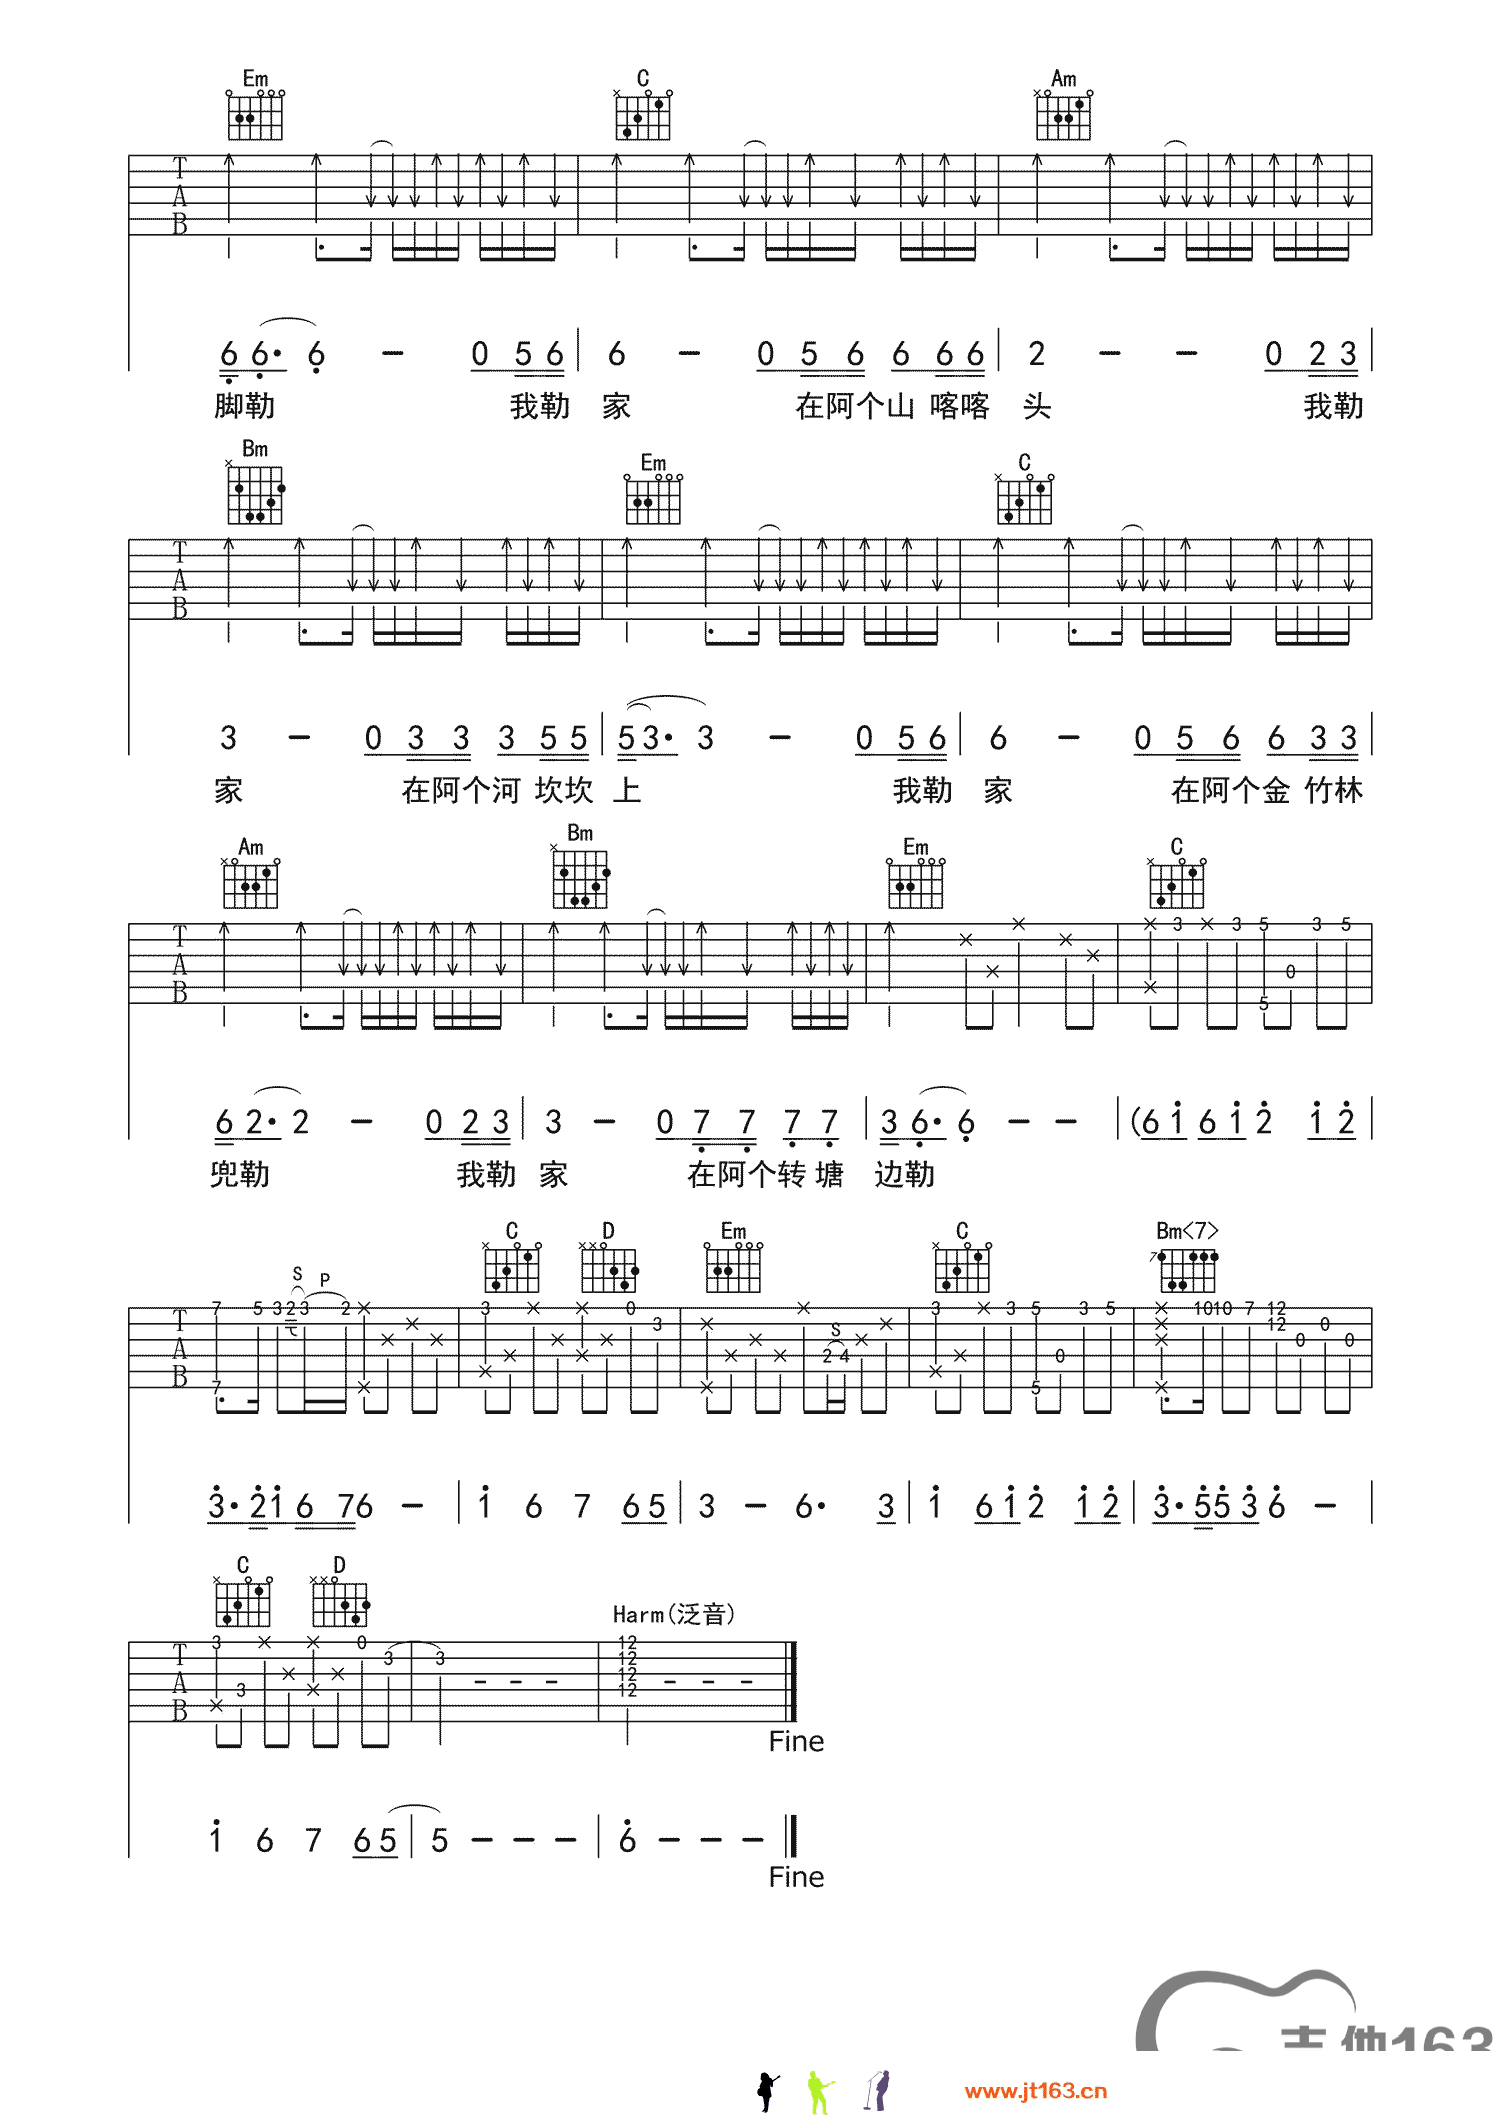 Em C Am
T
A
B
6 6· 6 – 0 5 6 | 6 – 0 5 6 6 6 6 | 2 – – 0 2 3 |
脚勒 我勒 家 在阿个山 喀喀 头 我勒
Bm Em C
T
A
B
3 – 0 3 3 3 5 5 | 5 3· 3 – 0 5 6 | 6 – 0 5 6 6 3 3 |
家 在阿个河 坎坎 上 我勒 家 在阿个金 竹林
Am Bm Em C
× 3 × 3 5 3 5
0
5
T
A
B
6 2· 2 – 0 2 3 | 3 – 0 7 7 7 7 | 3 6· 6 – – | (6 1 6 1 2 1 2 |
兜勒 我勒 家 在阿个转 塘 边勒
C D Em C Bm<7>
7
S P
7 5 3 2 3 2 3 0 3 3 5 3 5 10 10 7 12
3 12 0
S 0 0
2 4 0
7 5
T
A
B
3· 2 1 6 7 6 – | 1 6 7 6 5 | 3 – 6· 3 | 1 6 1 2 1 2 | 3· 5 5 3 6 – |
C D
Harm(泛音)
3 0 12
3 3 12
12
3 12
T
A
B
Fine
1 6 7 6 5 | 5 – – – | 6 – – – ‖
Fine
吉他163
www.jt163.cn